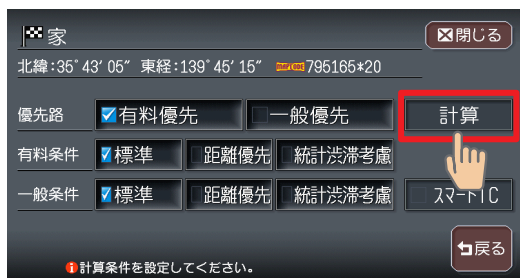 家 閉じる
北緯:35°43'05" 東経:139°45'15" MAPCODE 795165*20
優先路 有料優先 一般優先 計算
有料条件 標準 距離優先 統計渋滞考慮
一般条件 標準 距離優先 統計渋滞考慮 スマートIC
戻る
計算条件を設定してください。